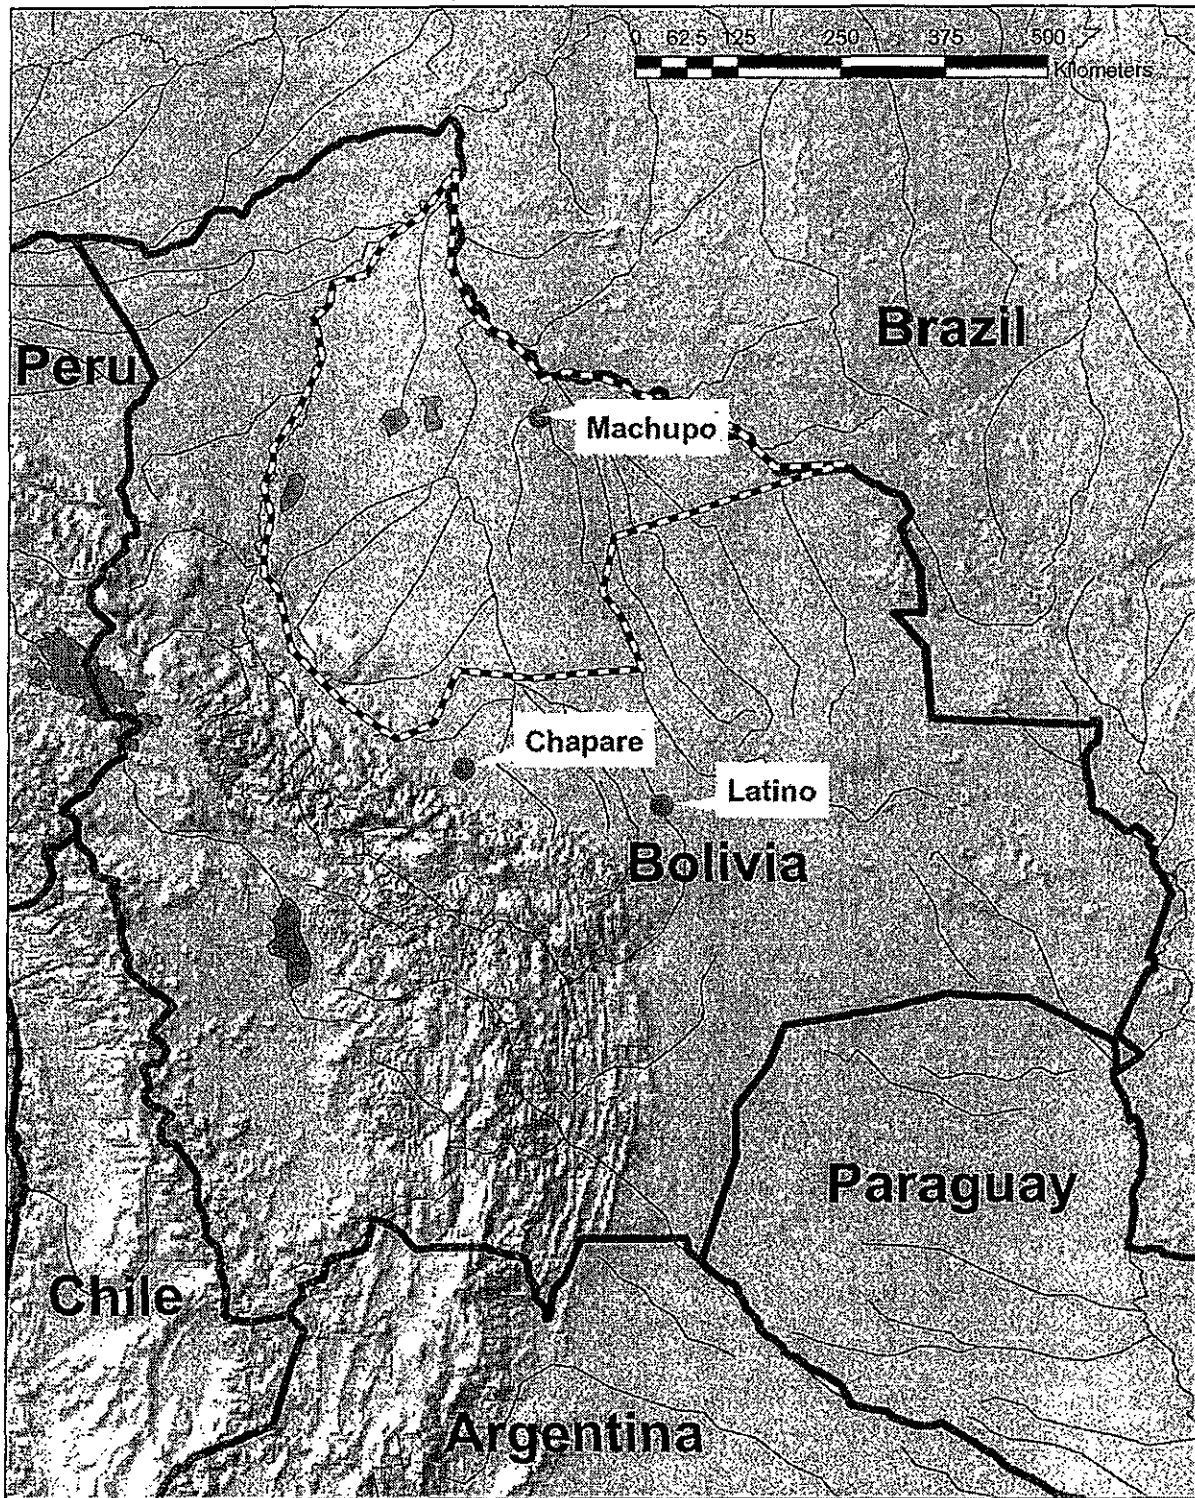 0 62.5 125 250 375 500
Kilometers
Brazil
Peru
Machupo
Chapare
Latino
Bolivia
Paraguay
Chile
Argentina